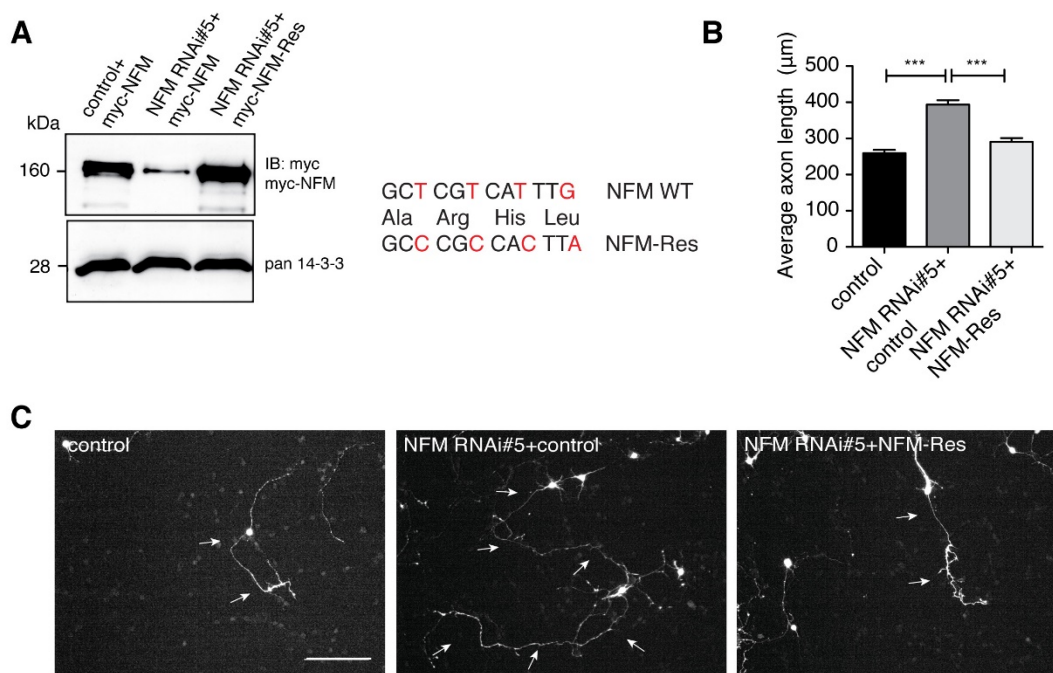 A
control+
myc-NFM
NFM RNAi#5+
myc-NFM
NFM RNAi#5+
myc-NFM-Res
kDa
160
IB: myc
myc-NFM
28
pan 14-3-3
GCT CGT CAT TTG NFM WT
Ala Arg His Leu
GCC CGC CAC TTA NFM-Res
B
Average axon length (µm)
500
400
300
200
100
0
*** ***
control
NFM RNAi#5+
control
NFM RNAi#5+
NFM-Res
C
control
NFM RNAi#5+control
NFM RNAi#5+NFM-Res